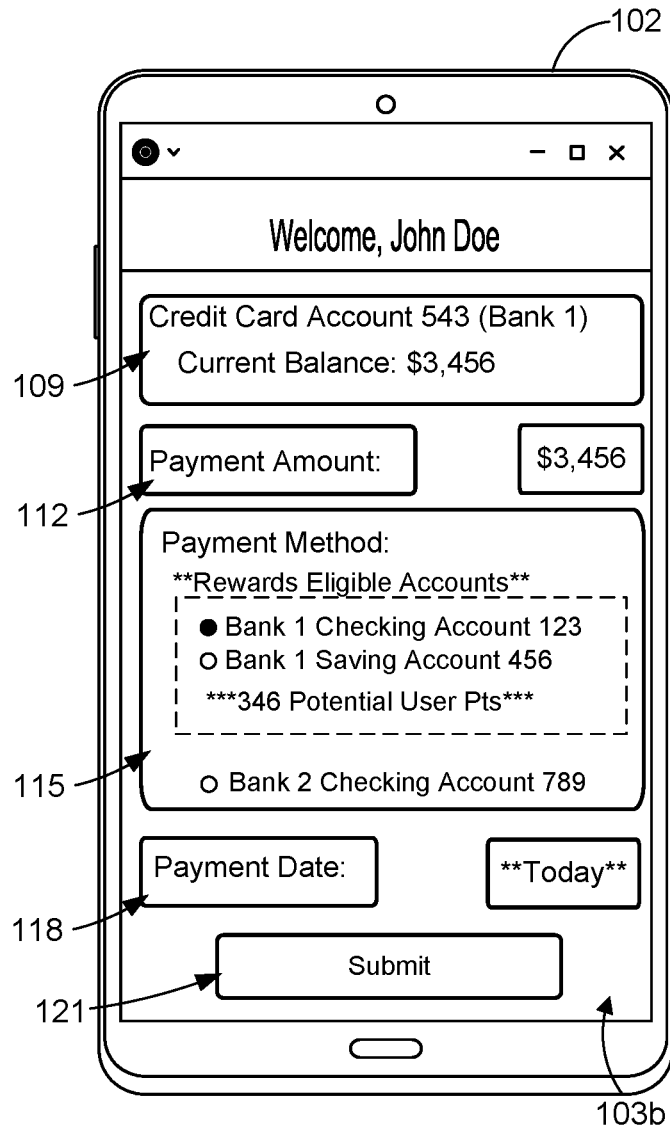 102
Welcome, John Doe
Credit Card Account 543 (Bank 1)
Current Balance: $3,456
109
Payment Amount:
$3,456
112
Payment Method:
**Rewards Eligible Accounts**
Bank 1 Checking Account 123
Bank 1 Saving Account 456
***346 Potential User Pts***
115
Bank 2 Checking Account 789
Payment Date:
**Today**
118
Submit
121
103b